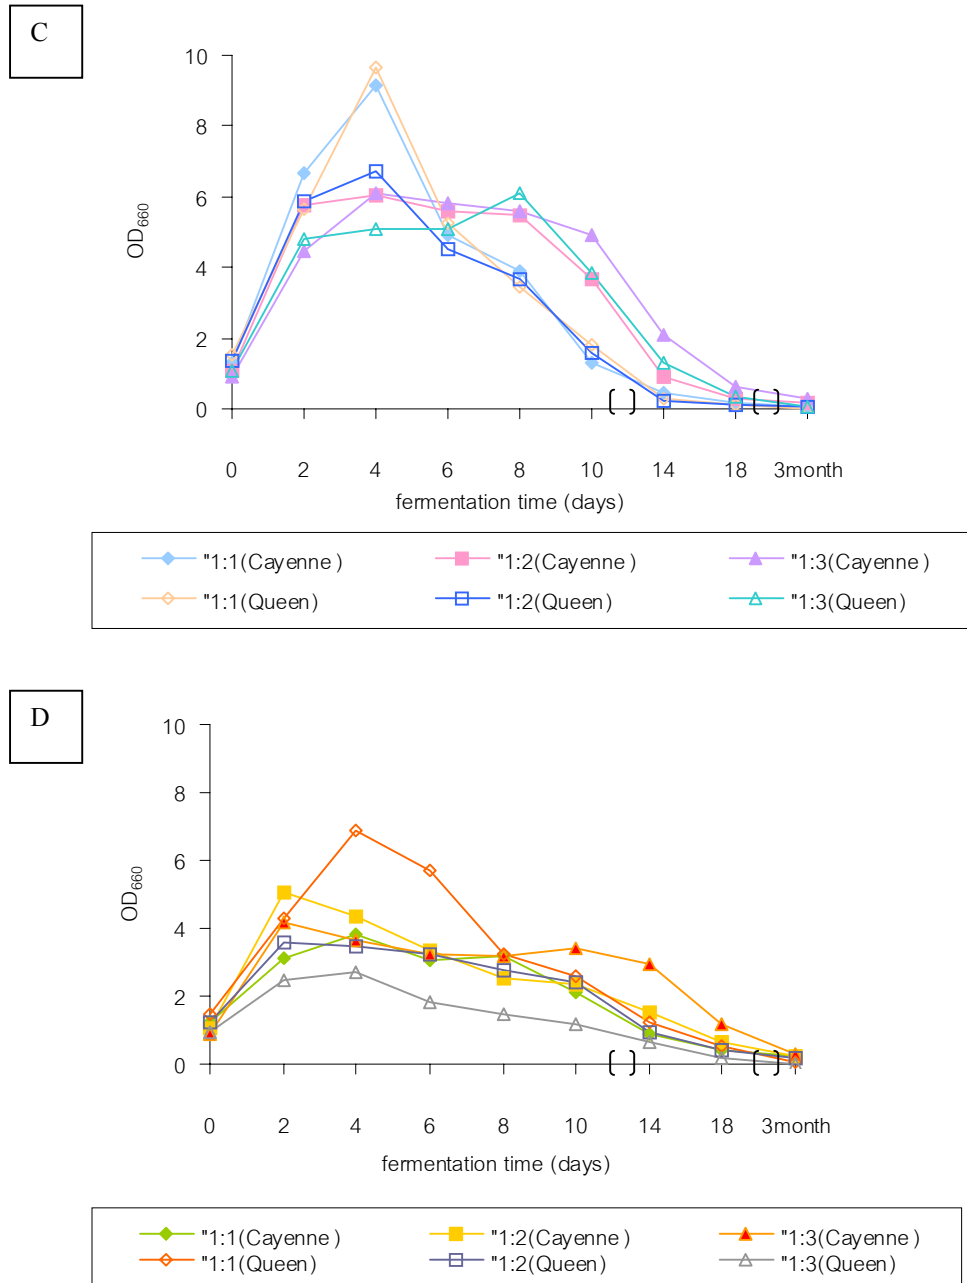 C
10
8
6
4
2
0
OD660
0 2 4 6 8 10 14 18 3month
fermentation time (days)
"1:1(Cayenne ) "1:2(Cayenne ) "1:3(Cayenne )
"1:1(Queen) "1:2(Queen) "1:3(Queen)
D
10
8
6
4
2
0
OD660
0 2 4 6 8 10 14 18 3month
fermentation time (days)
"1:1(Cayenne ) "1:2(Cayenne ) "1:3(Cayenne )
"1:1(Queen) "1:2(Queen) "1:3(Queen)